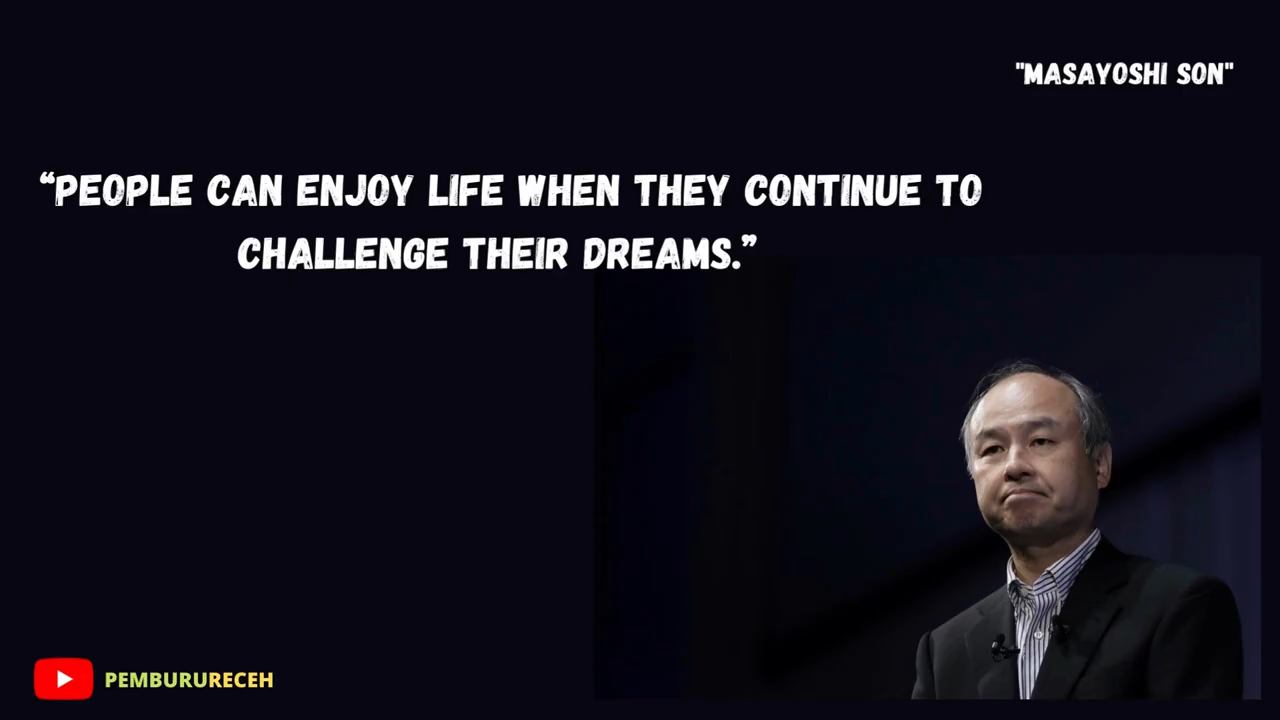 "MASAYOSHI SON"
“PEOPLE CAN ENJOY LIFE WHEN THEY CONTINUE TO
CHALLENGE THEIR DREAMS.”
PEMBURURECEH